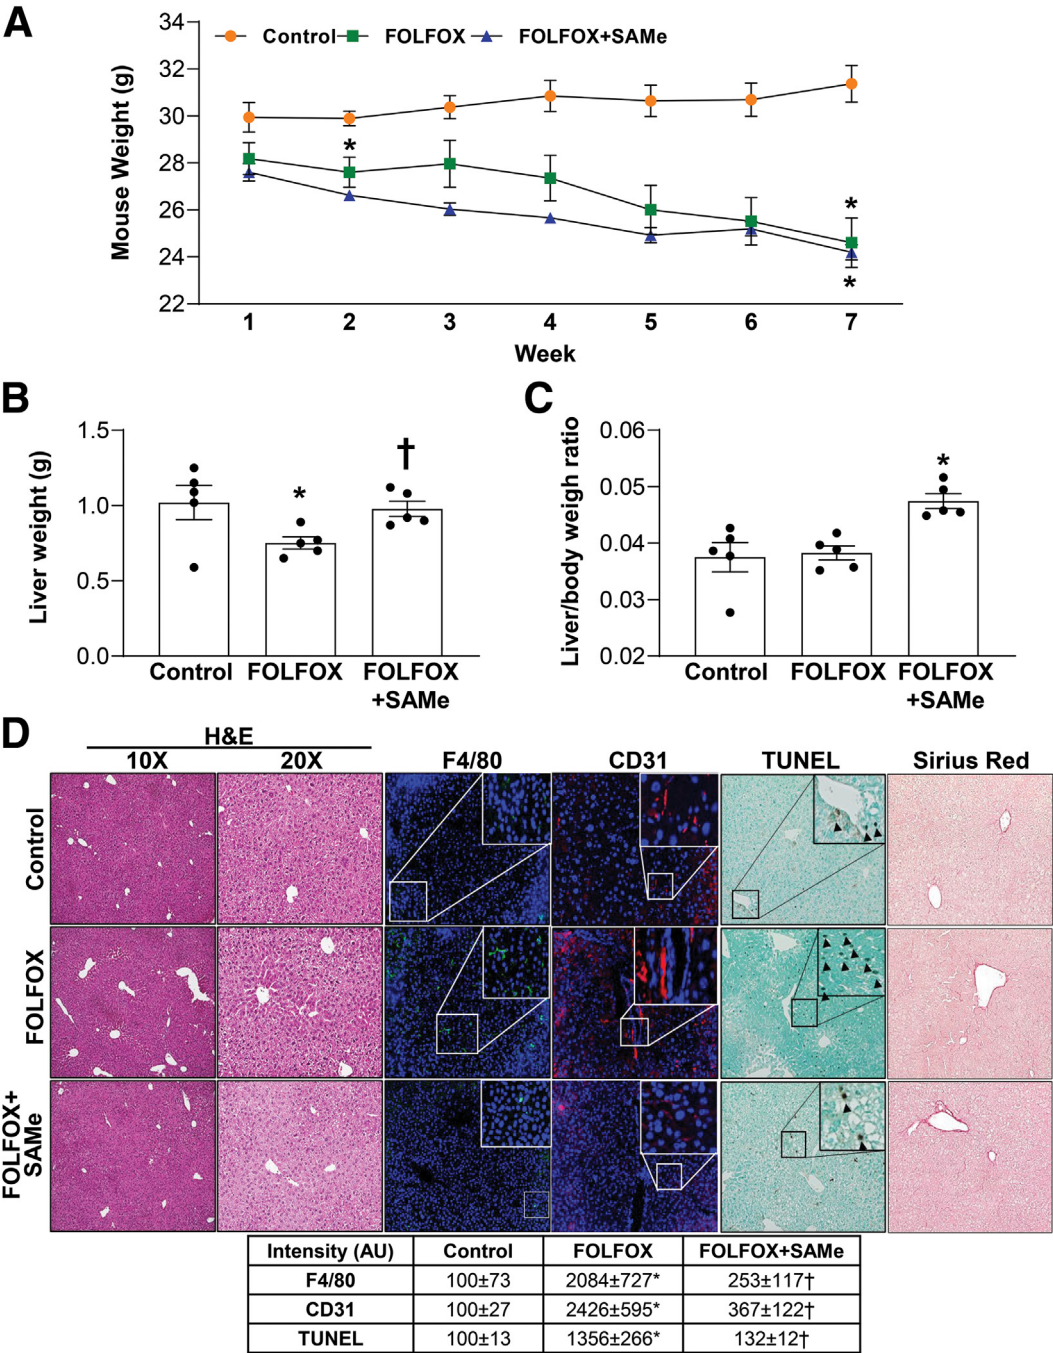 A
34
32
30
28
26
24
22
Mouse Weight (g)
Control FOLFOX FOLFOX+SAMe
*
*
*
1 2 3 4 5 6 7
Week
B
1.5
1.0
0.5
0.0
Liver weight (g)
*
†
Control FOLFOX FOLFOX
+SAMe
C
0.06
0.05
0.04
0.03
0.02
Liver/body weigh ratio
*
Control FOLFOX FOLFOX
+SAMe
D
H&E
10X 20X F4/80 CD31 TUNEL Sirius Red
Control
FOLFOX
FOLFOX+
SAMe
Intensity (AU) Control FOLFOX FOLFOX+SAMe
F4/80 100±73 2084±727* 253±117†
CD31 100±27 2426±595* 367±122†
TUNEL 100±13 1356±266* 132±12†